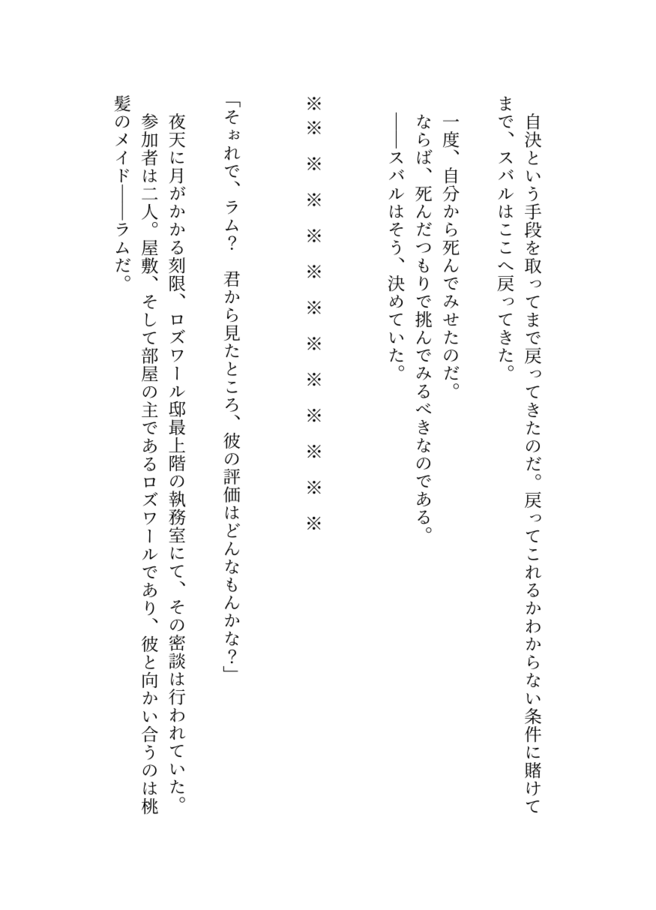 自決という手段を取ってまで戻ってきたのだ。戻ってこれるかわからない条件に賭けて
まで、スバルはここへ戻ってきた。
　一度、自分から死んでみせたのだ。
　ならば、死んだつもりで挑んでみるべきなのである。
　――スバルはそう、決めていた。
※※　※　※　※　※　※　※　※　※　※　※　※
「そぉれで、ラム？　君から見たところ、彼の評価はどんなもんかな？」
　夜天に月がかかる刻限、ロズワール邸最上階の執務室にて、その密談は行われていた。
　参加者は二人。屋敷、そして部屋の主であるロズワールであり、彼と向かい合うのは桃
髪のメイド――ラムだ。